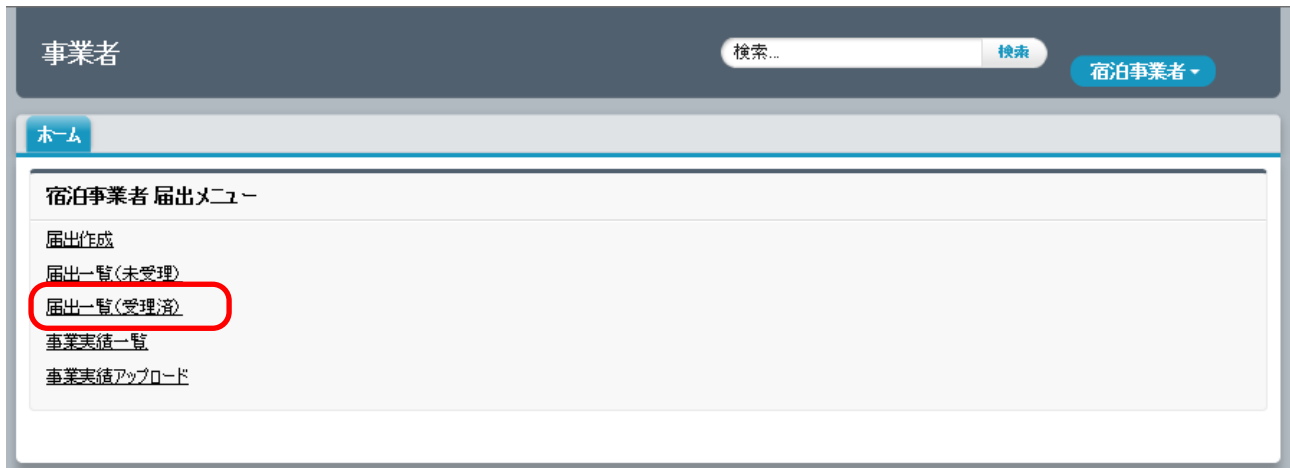 事業者
検索...
検索
宿泊事業者
ホーム
宿泊事業者 届出メニュー
届出作成
届出一覧(未受理)
届出一覧(受理済)
事業実績一覧
事業実績アップロード